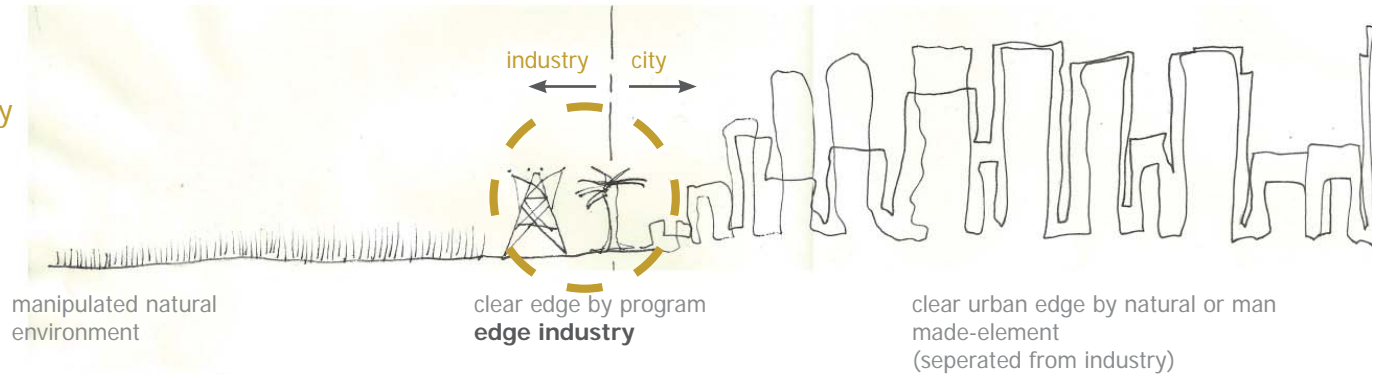 industry city
y
manipulated natural
environment
clear edge by program
edge industry
clear urban edge by natural or man
made-element
(seperated from industry)